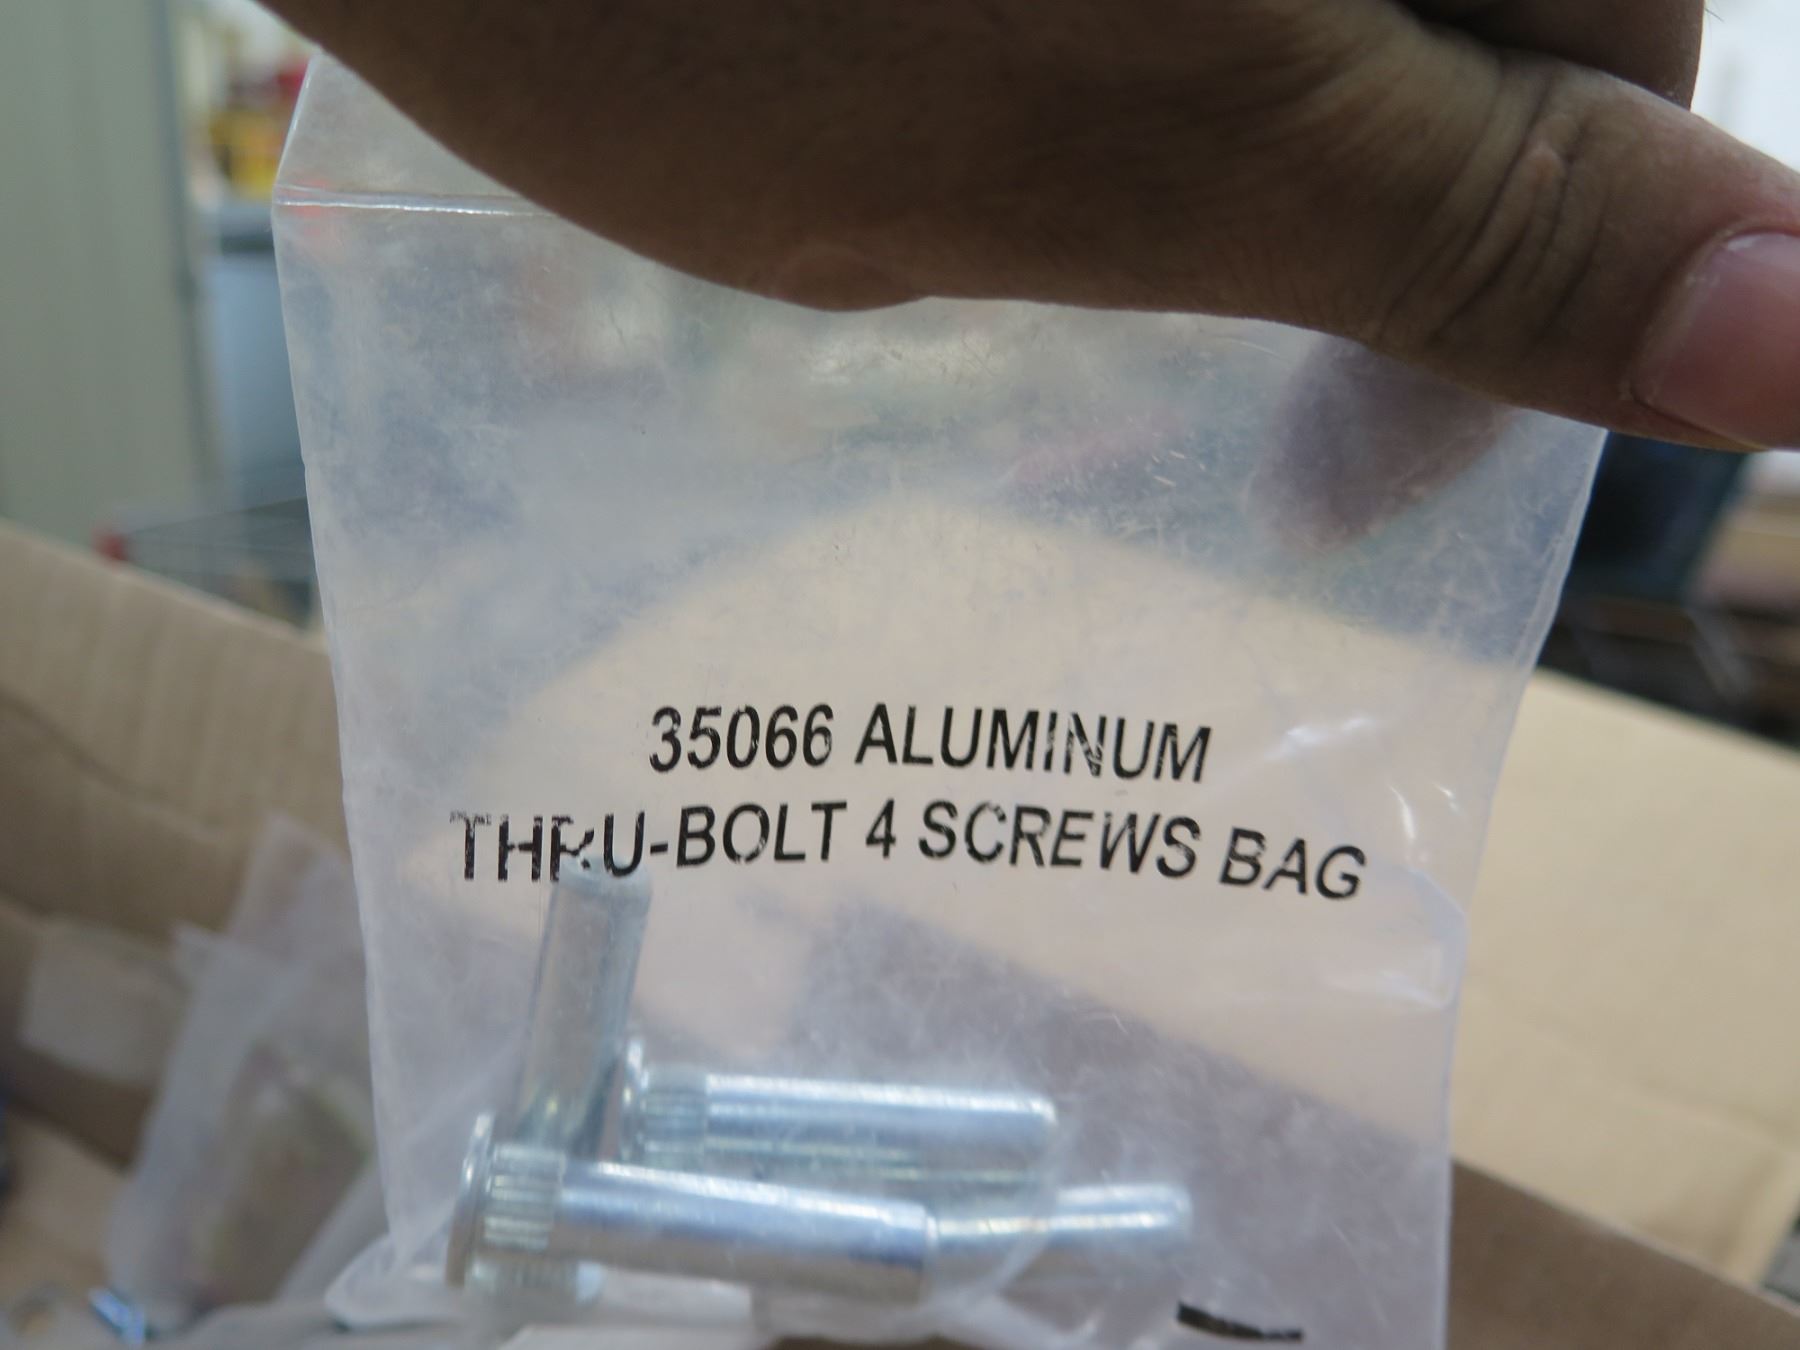 35066 ALUMINUM
THRU-BOLT 4 SCREWS BAG